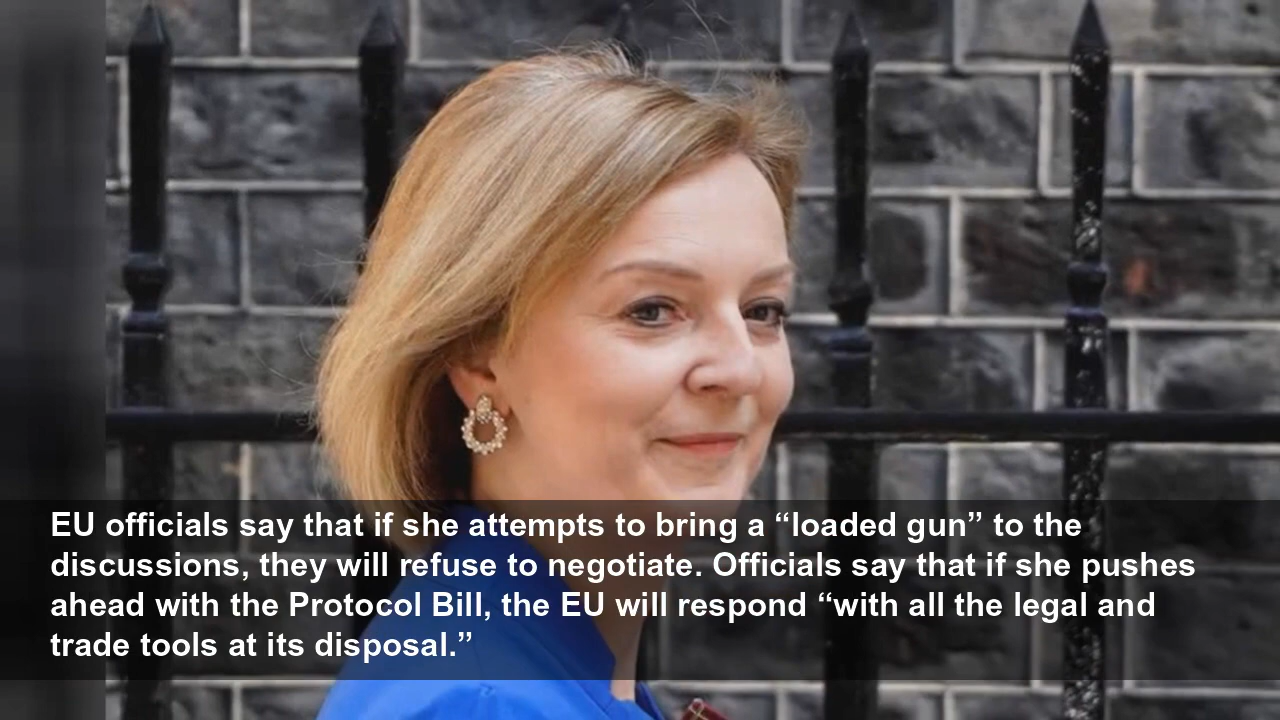 EU officials say that if she attempts to bring a “loaded gun” to the
discussions, they will refuse to negotiate. Officials say that if she pushes
ahead with the Protocol Bill, the EU will respond “with all the legal and
trade tools at its disposal.”